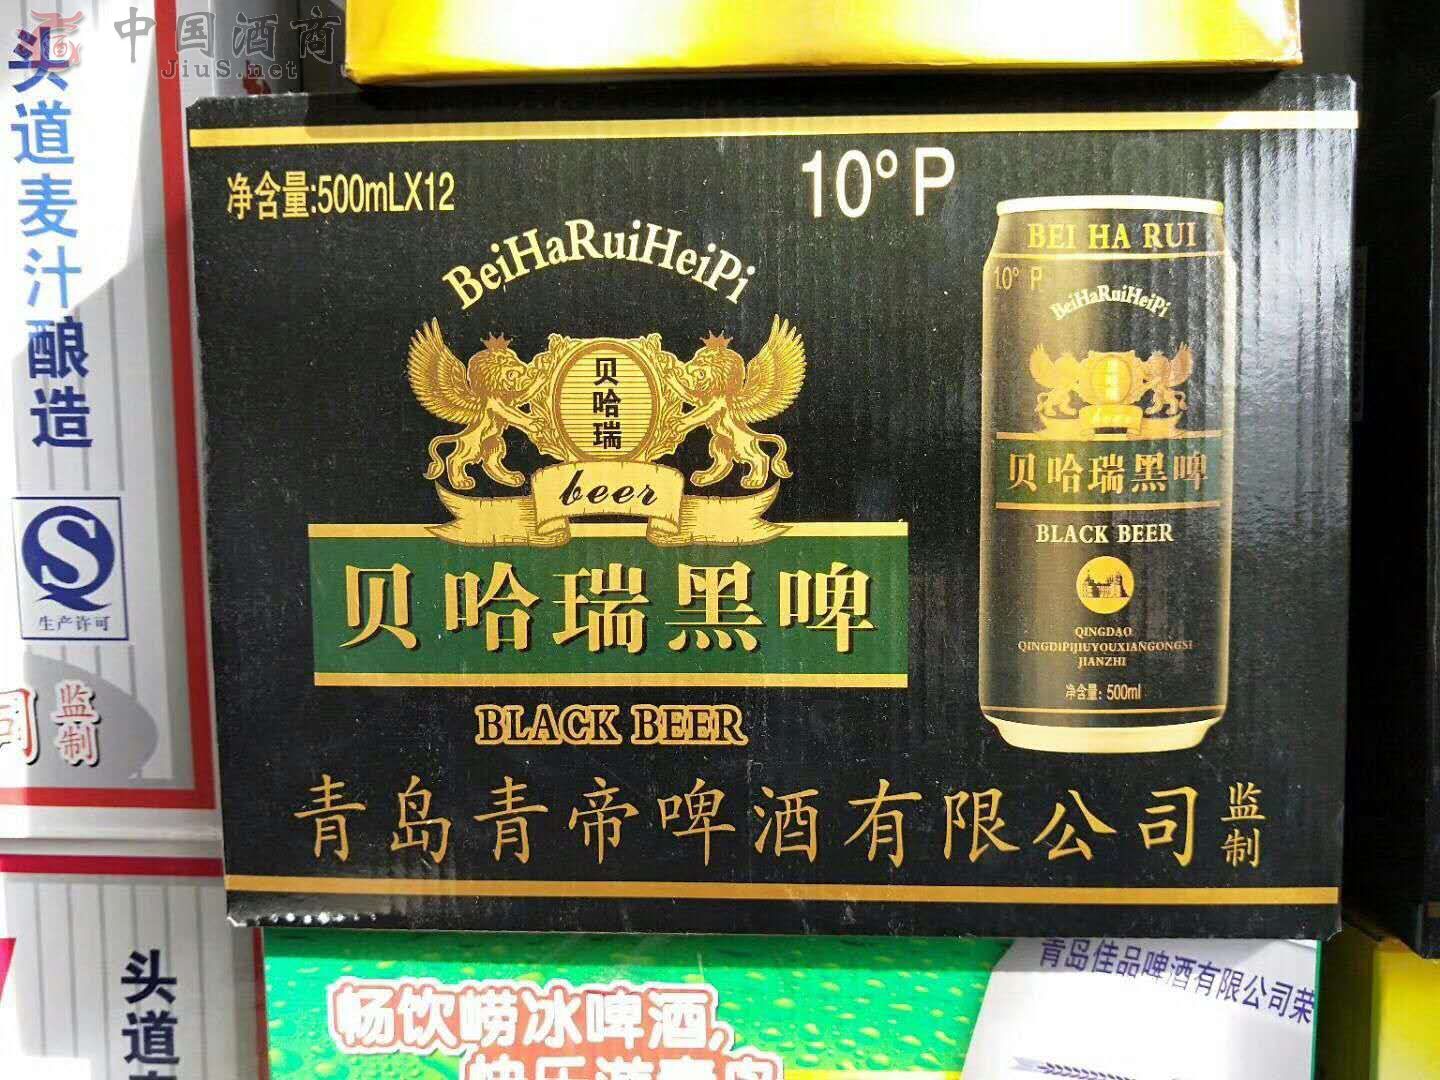 中国酒商
JiuS.net
头道麦汁酿造
生产许可
司
监制
头道
净含量:500mLX12
10° P
BeiHaRuiHeiPi
贝哈瑞
beer
贝哈瑞黑啤
BLACK BEER
青岛青帝啤酒有限公司
监制
BEI HA RUI
10° P
BeiHaRuiHeiPi
beer
贝哈瑞黑啤
BLACK BEER
QINGDAO
QINGDIPIJIUYOUXIANGONGSI
JIANZHI
净含量: 500ml
畅饮崂冰啤酒,
青岛佳品啤酒有限公司荣